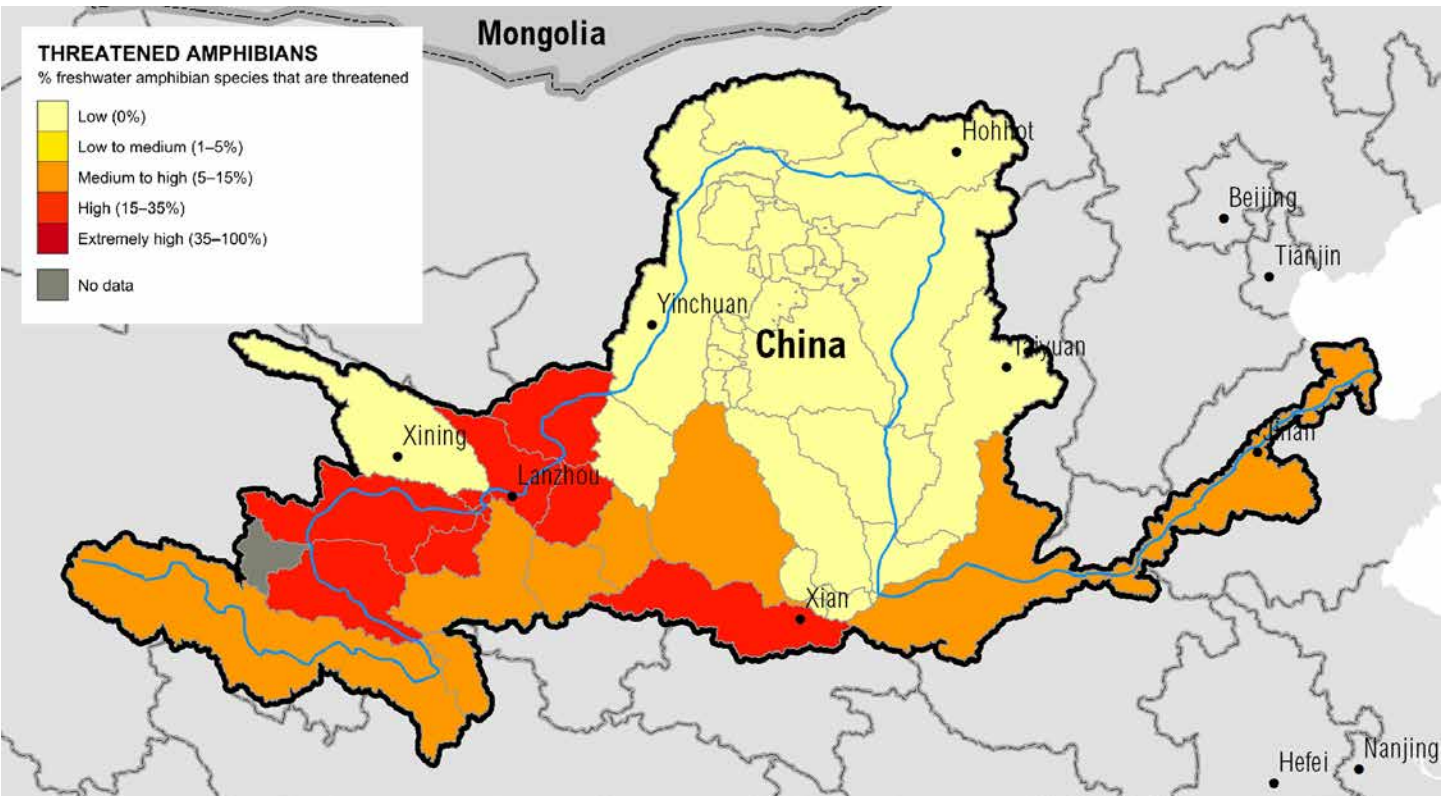 THREATENED AMPHIBIANS
% freshwater amphibian species that are threatened
Low (0%)
Low to medium (1–5%)
Medium to high (5–15%)
High (15–35%)
Extremely high (35–100%)
No data
Mongolia
Hohhot
Beijing
Tianjin
Yinchuan
China
Taiyuan
Xining
Jinan
Lanzhou
Xian
Hefei
Nanjing